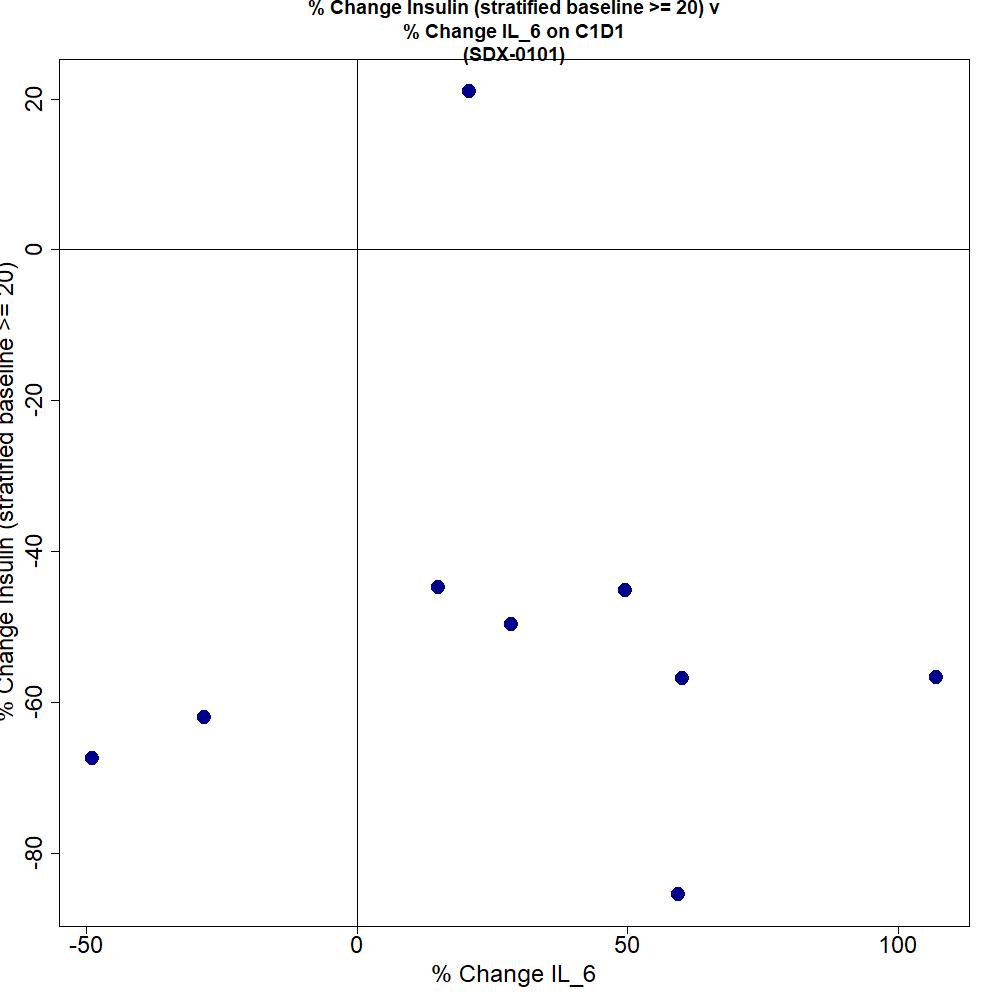 % Change Insulin (stratified baseline >= 20) v
% Change IL_6 on C1D1
(SDX-0101)
20
0
-20
-40
-60
-80
% Change Insulin (stratified baseline >= 20)
-50
0
50
100
% Change IL_6